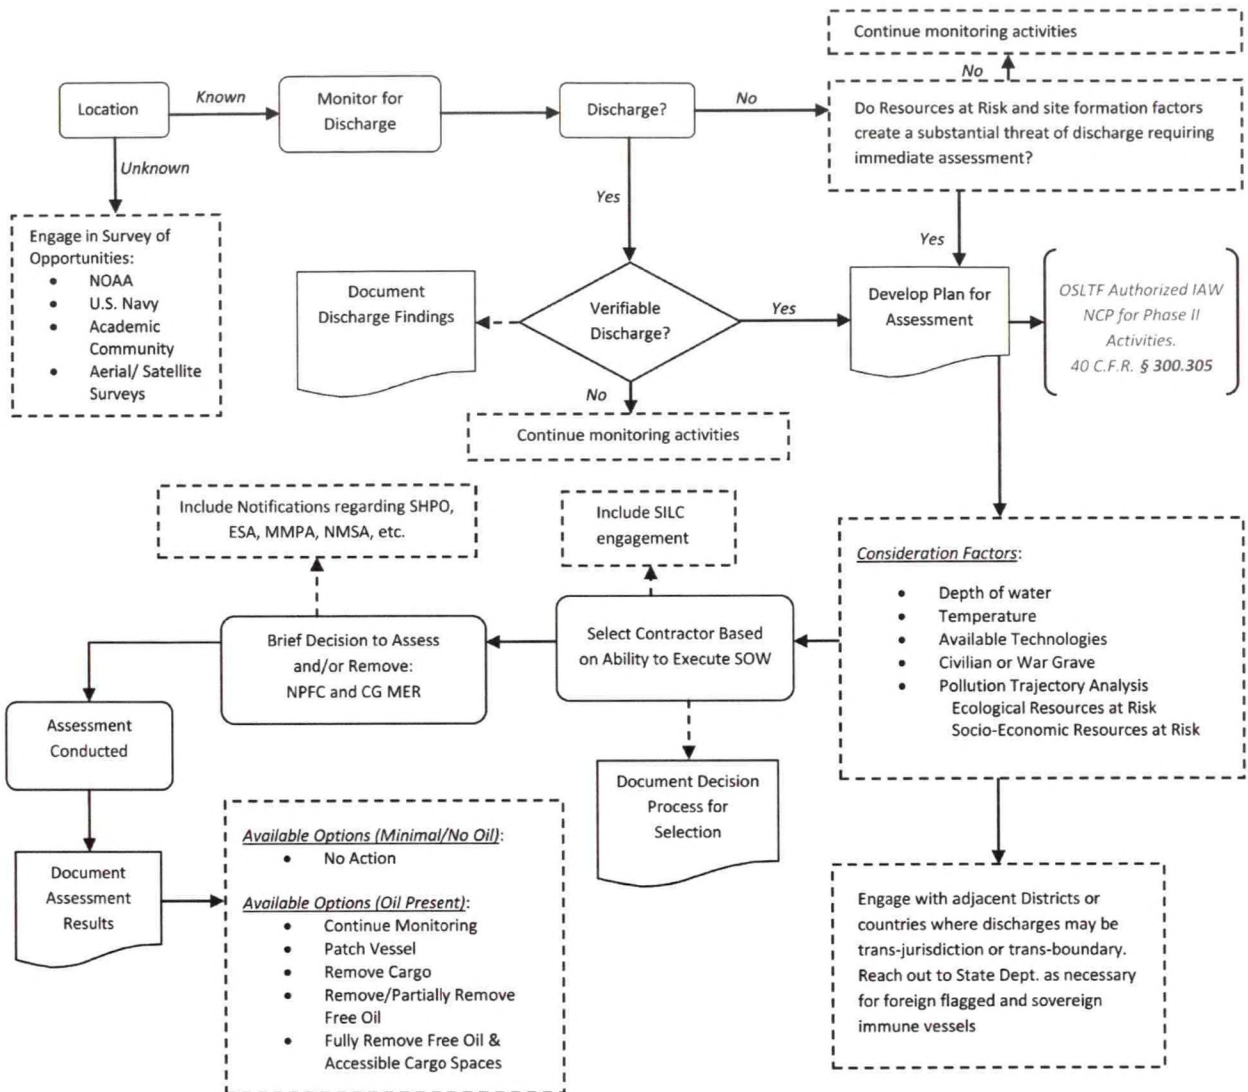 Continue monitoring activities
No
Location
Known
Monitor for
Discharge
Discharge?
No
Do Resources at Risk and site formation factors
create a substantial threat of discharge requiring
immediate assessment?
Unknown
Yes
Yes
Engage in Survey of
Opportunities:
• NOAA
• U.S. Navy
• Academic
Community
• Aerial/ Satellite
Surveys
Document
Discharge Findings
Verifiable
Discharge?
Yes
Develop Plan for
Assessment
OSLTF Authorized IAW
NCP for Phase II
Activities.
40 C.F.R. § 300.305
No
Continue monitoring activities
Include Notifications regarding SHPO,
ESA, MMPA, NMSA, etc.
Include SILC
engagement
Consideration Factors:
• Depth of water
• Temperature
• Available Technologies
• Civilian or War Grave
• Pollution Trajectory Analysis
Ecological Resources at Risk
Socio-Economic Resources at Risk
Select Contractor Based
on Ability to Execute SOW
Brief Decision to Assess
and/or Remove:
NPFC and CG MER
Assessment
Conducted
Document Decision
Process for
Selection
Document
Assessment
Results
Available Options (Minimal/No Oil):
• No Action
Available Options (Oil Present):
• Continue Monitoring
• Patch Vessel
• Remove Cargo
• Remove/Partially Remove
Free Oil
• Fully Remove Free Oil &
Accessible Cargo Spaces
Engage with adjacent Districts or
countries where discharges may be
trans-jurisdiction or trans-boundary.
Reach out to State Dept. as necessary
for foreign flagged and sovereign
immune vessels